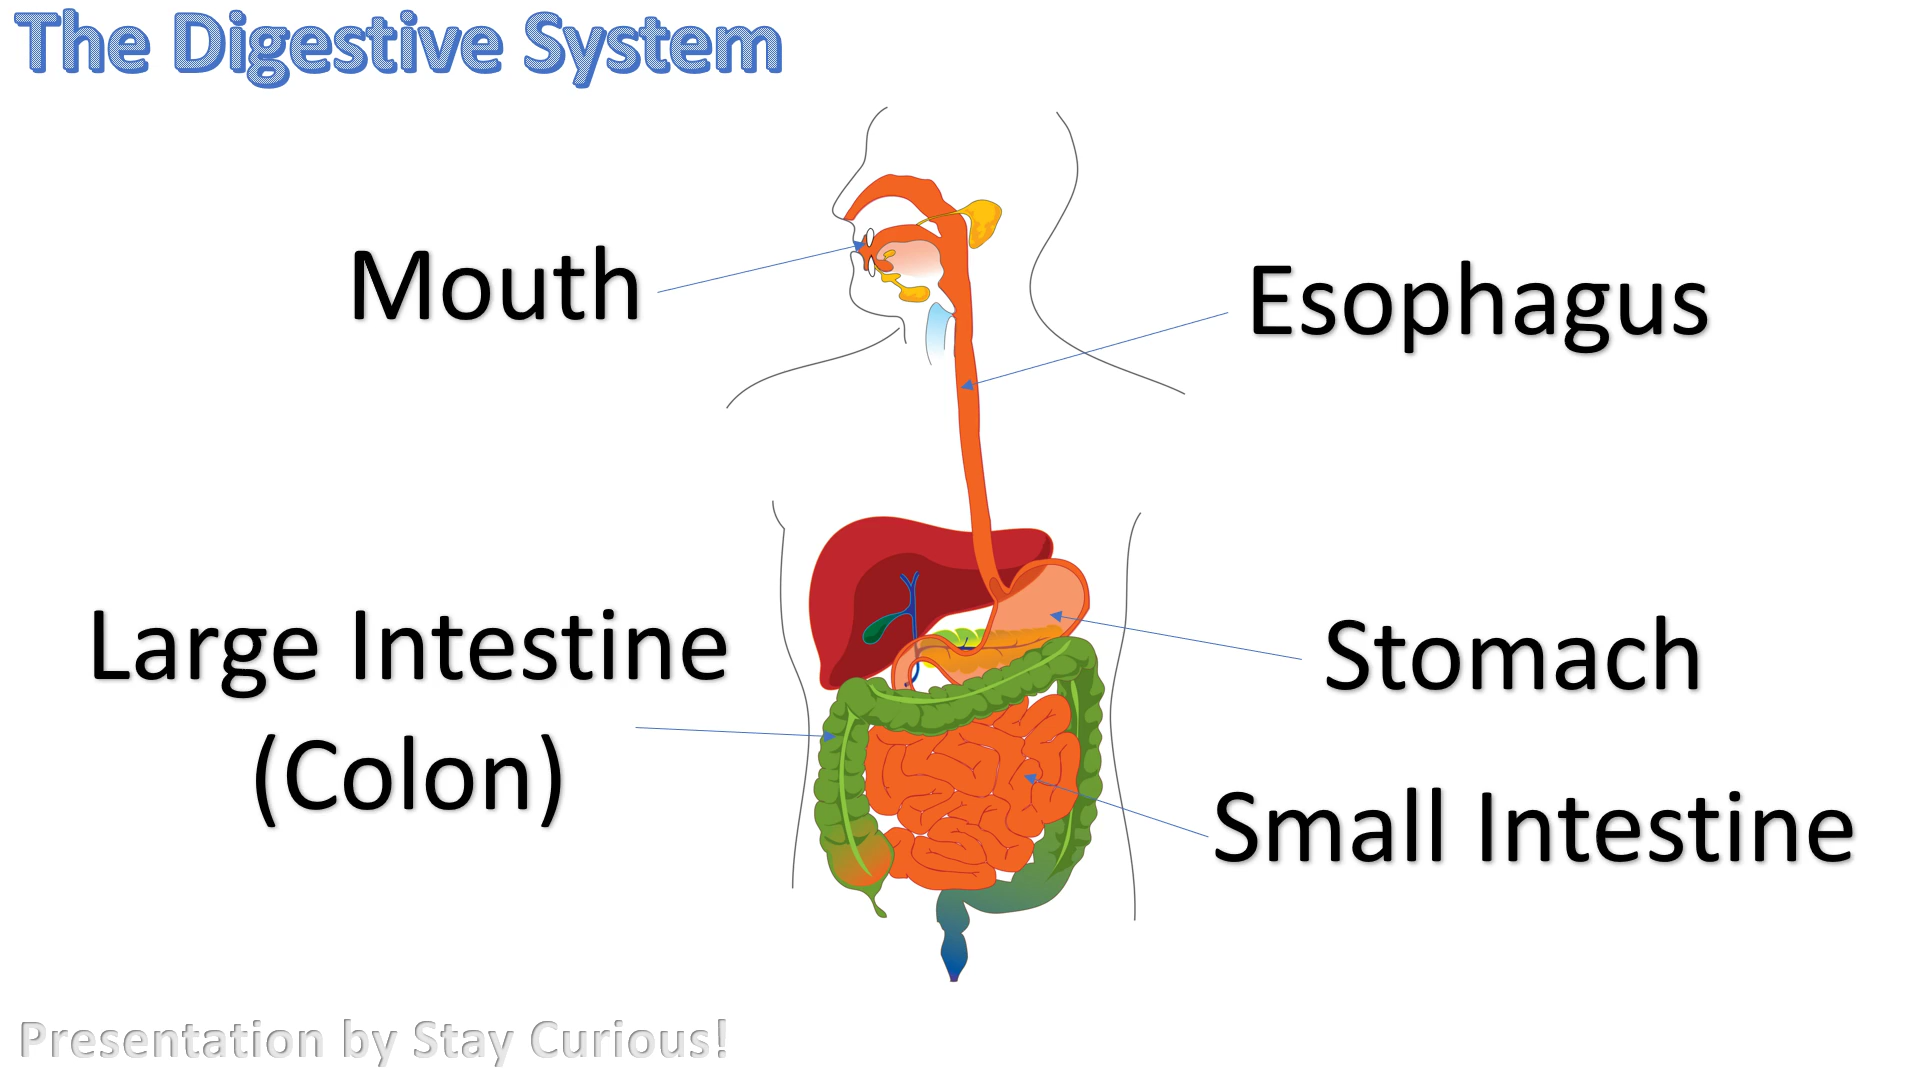 The Digestive System
Mouth
Esophagus
Large Intestine
(Colon)
Stomach
Small Intestine
Presentation by Stay Curious!